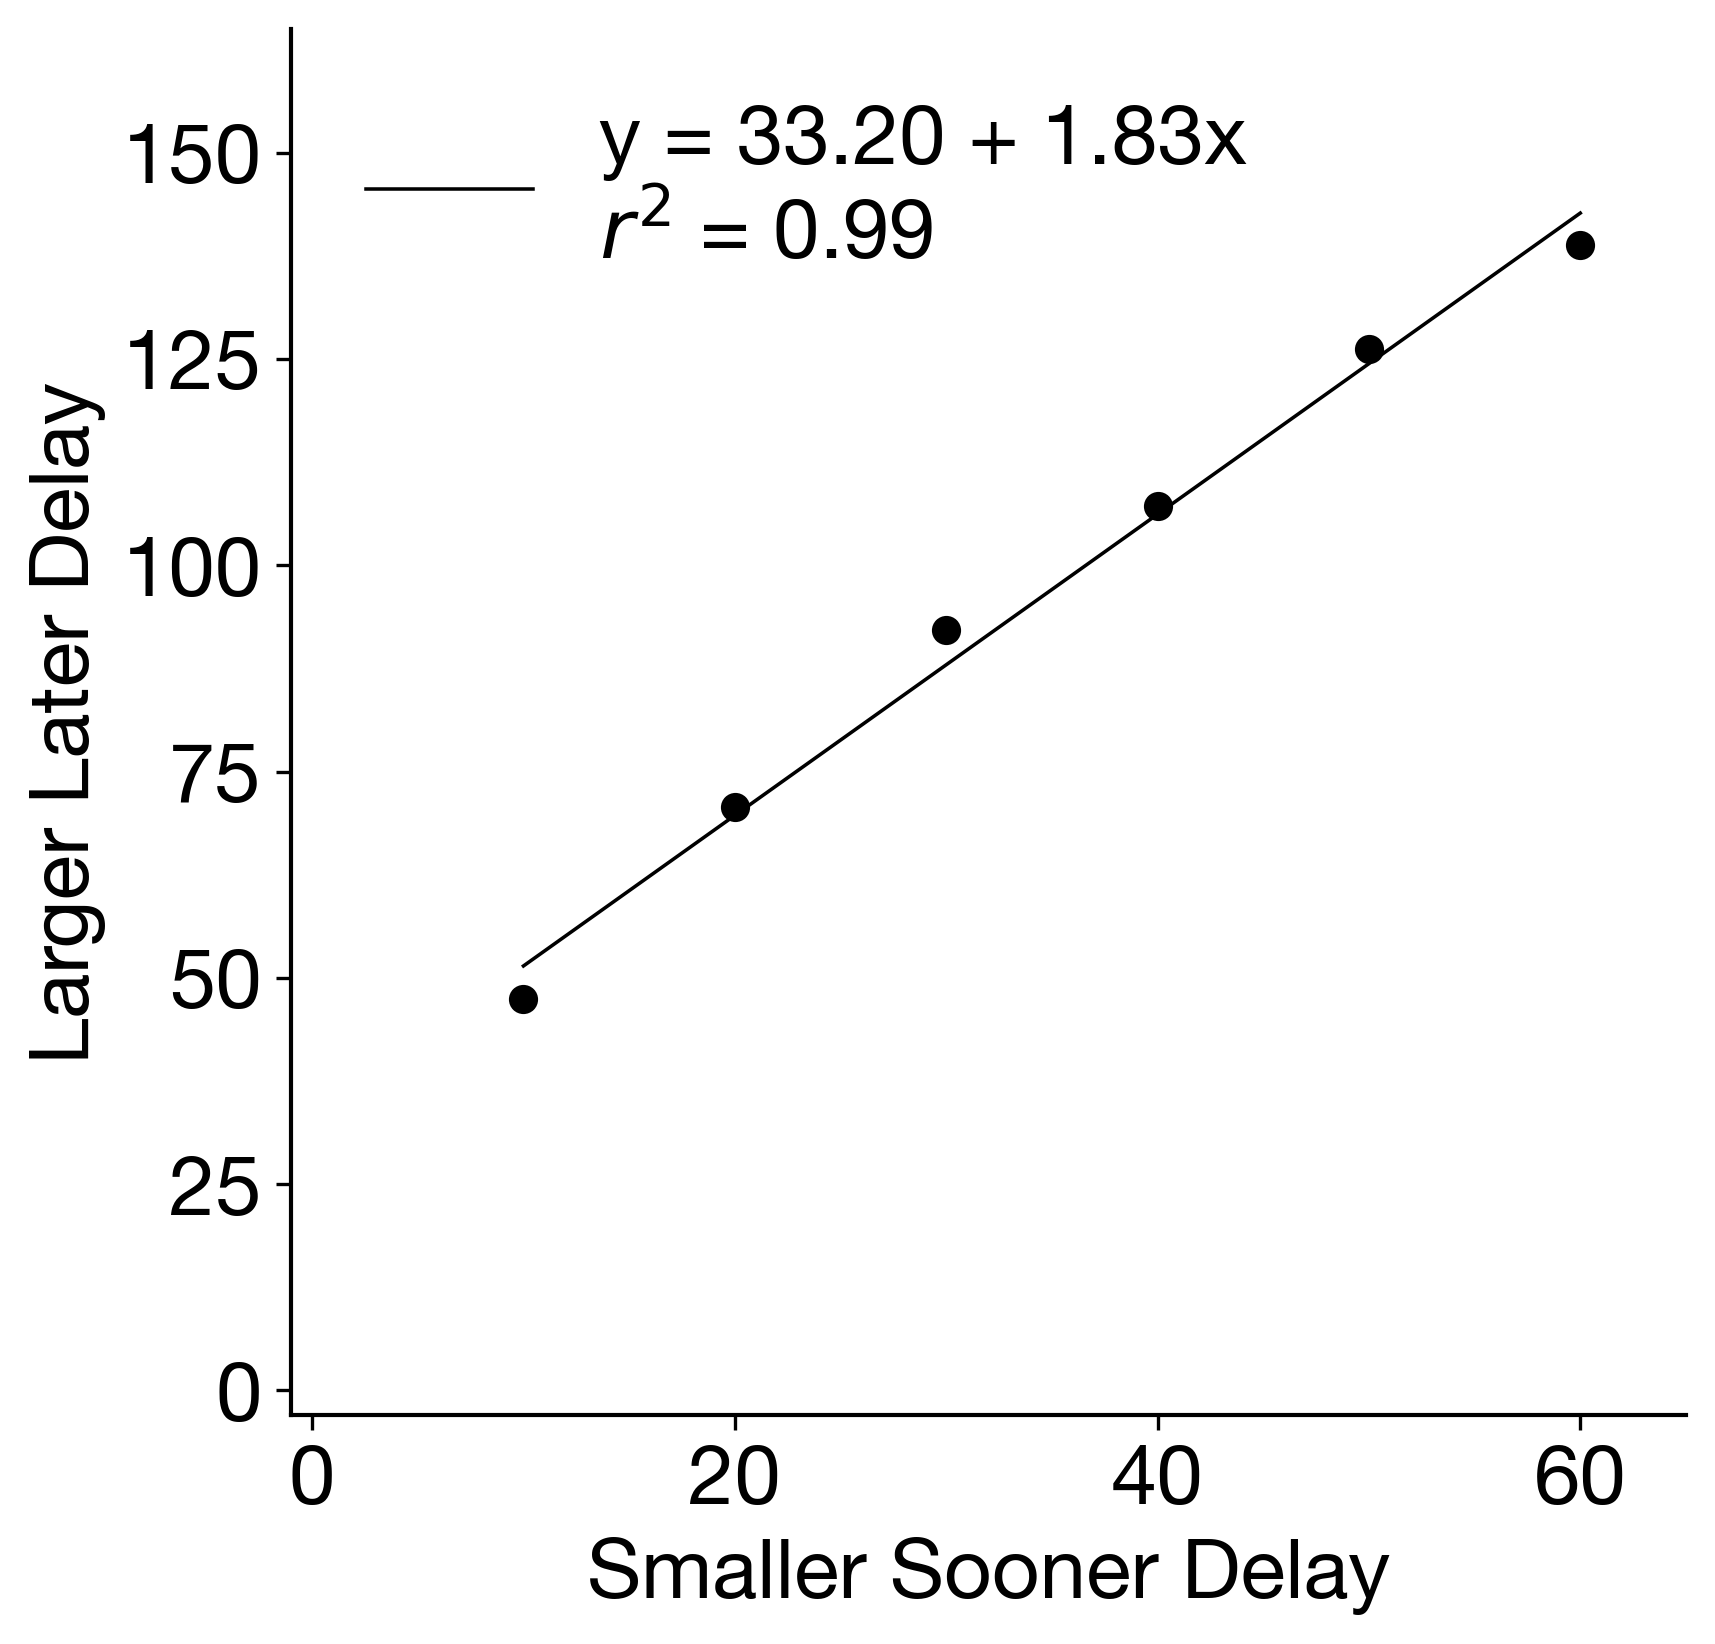 y = 33.20 + 1.83x
r² = 0.99
150
125
100
75
50
25
0
Larger Later Delay
0 20 40 60
Smaller Sooner Delay